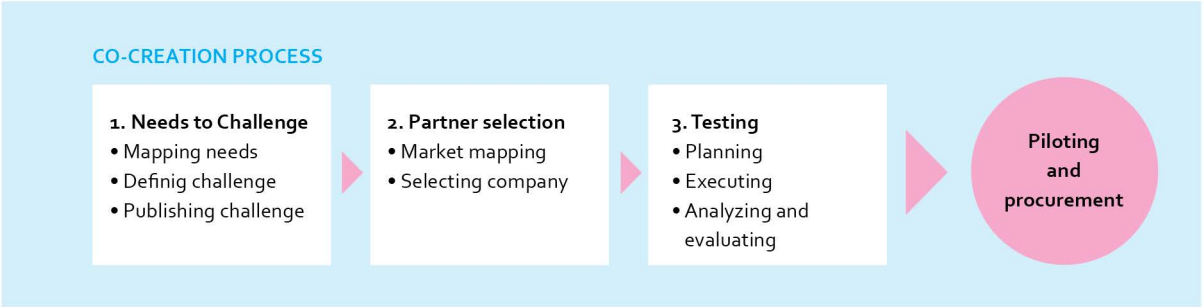 CO-CREATION PROCESS
1. Needs to Challenge
• Mapping needs
• Definig challenge
• Publishing challenge
2. Partner selection
• Market mapping
• Selecting company
3. Testing
• Planning
• Executing
• Analyzing and
evaluating
Piloting
and
procurement